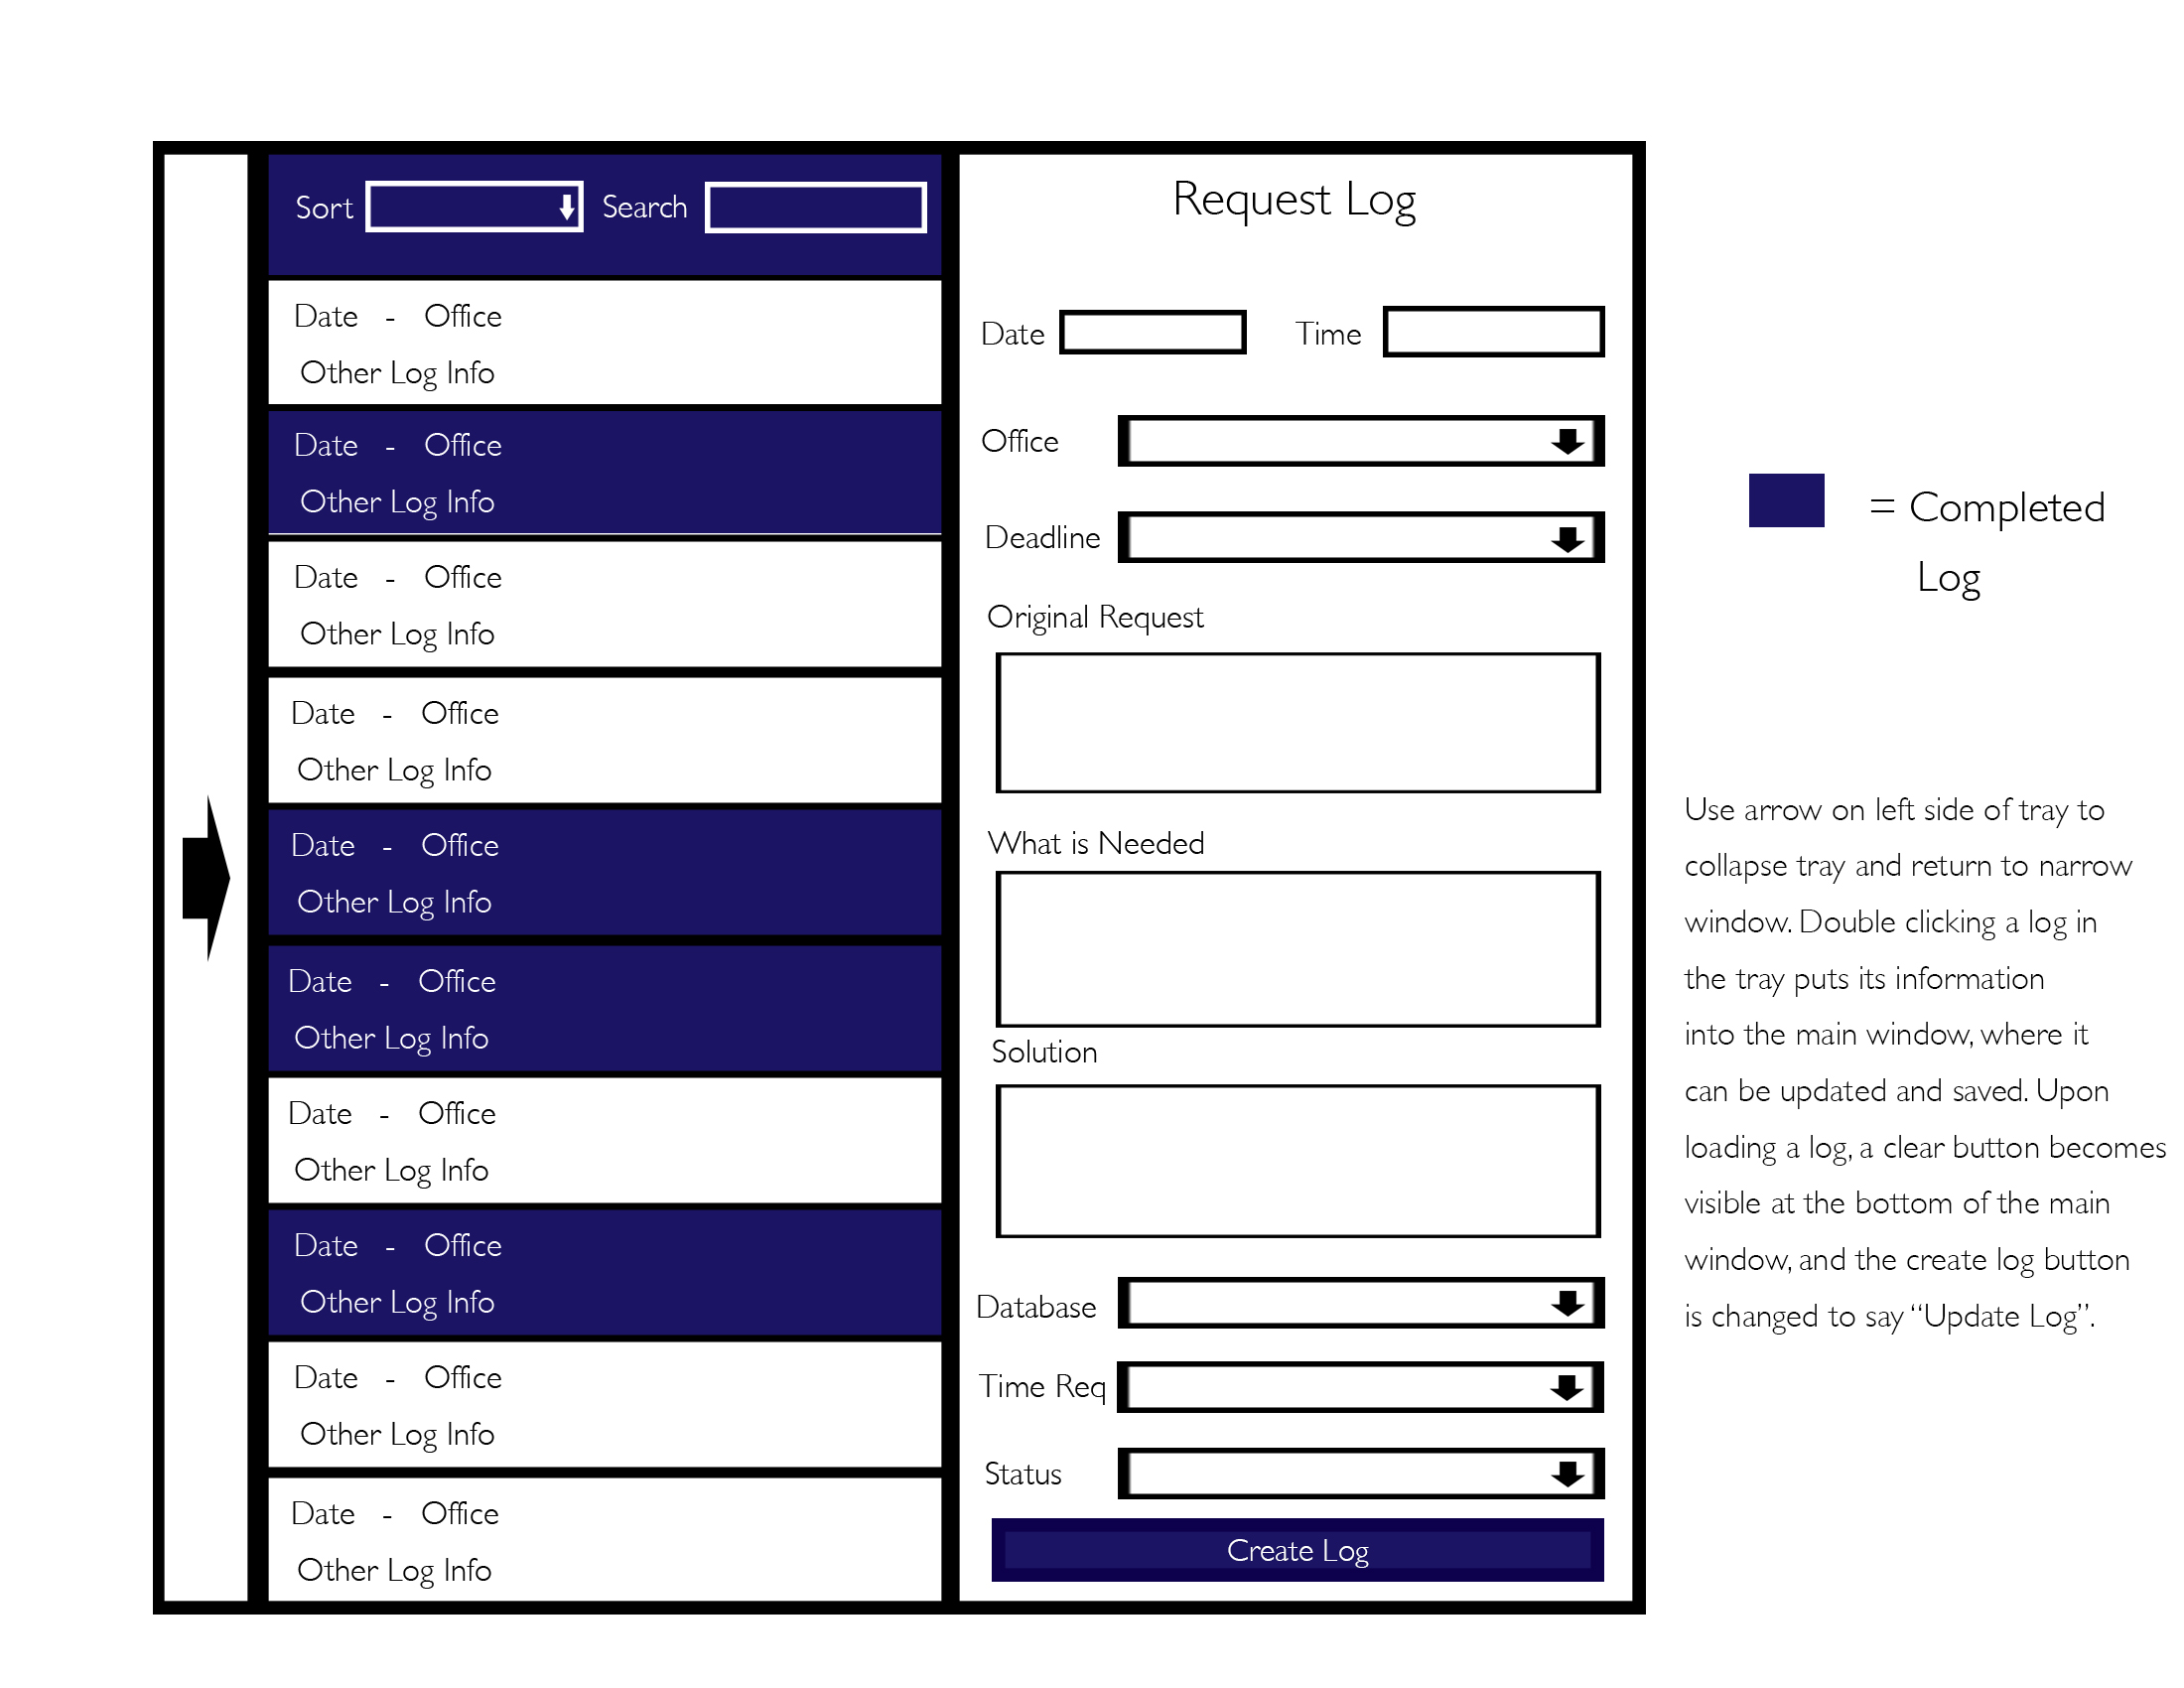 Sort Search
Date - Office
Other Log Info
Date - Office
Other Log Info
Date - Office
Other Log Info
Date - Office
Other Log Info
Date - Office
Other Log Info
Date - Office
Other Log Info
Date - Office
Other Log Info
Date - Office
Other Log Info
Date - Office
Other Log Info
Date - Office
Other Log Info
Request Log
Date Time
Office
Deadline
Original Request
What is Needed
Solution
Database
Time Req
Status
Create Log
= Completed
Log
Use arrow on left side of tray to
collapse tray and return to narrow
window. Double clicking a log in
the tray puts its information
into the main window, where it
can be updated and saved. Upon
loading a log, a clear button becomes
visible at the bottom of the main
window, and the create log button
is changed to say “Update Log”.